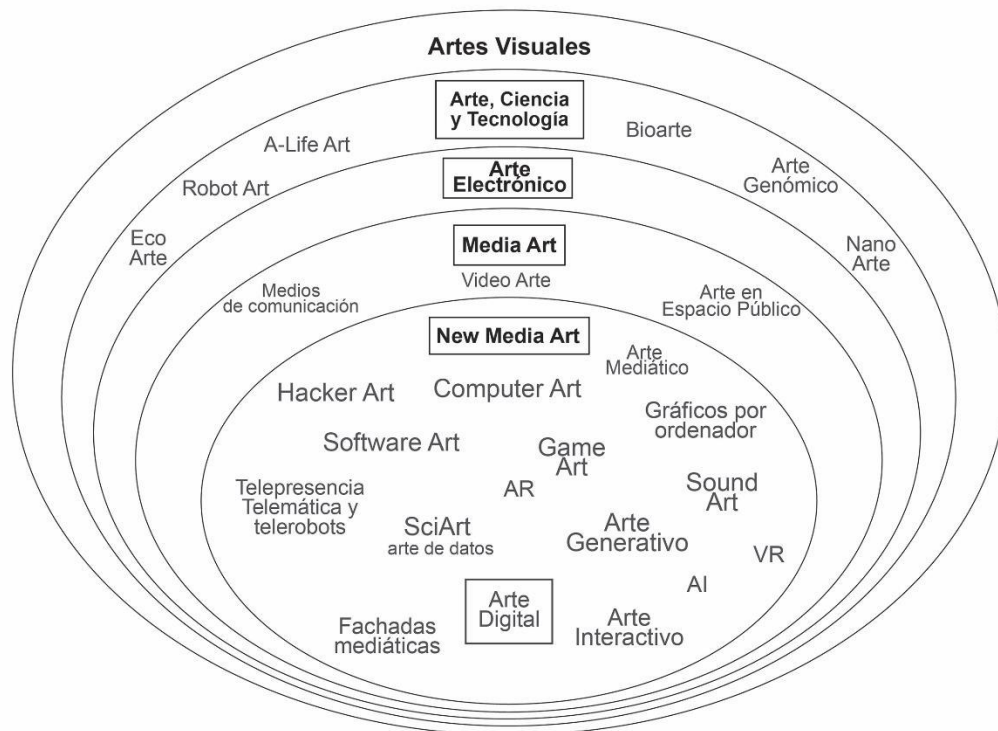 Artes Visuales
Arte, Ciencia
y Tecnología
A-Life Art
Bioarte
Robot Art
Arte
Electrónico
Arte
Genómico
Eco
Arte
Media Art
Nano
Arte
Video Arte
Medios
de comunicación
Arte en
Espacio Público
New Media Art
Arte
Mediático
Hacker Art
Computer Art
Gráficos por
ordenador
Software Art
Game
Art
AR
Sound
Art
Telepresencia
Telemática y
telerobots
SciArt
arte de datos
Arte
Generativo
VR
AI
Arte
Digital
Fachadas
mediáticas
Arte
Interactivo